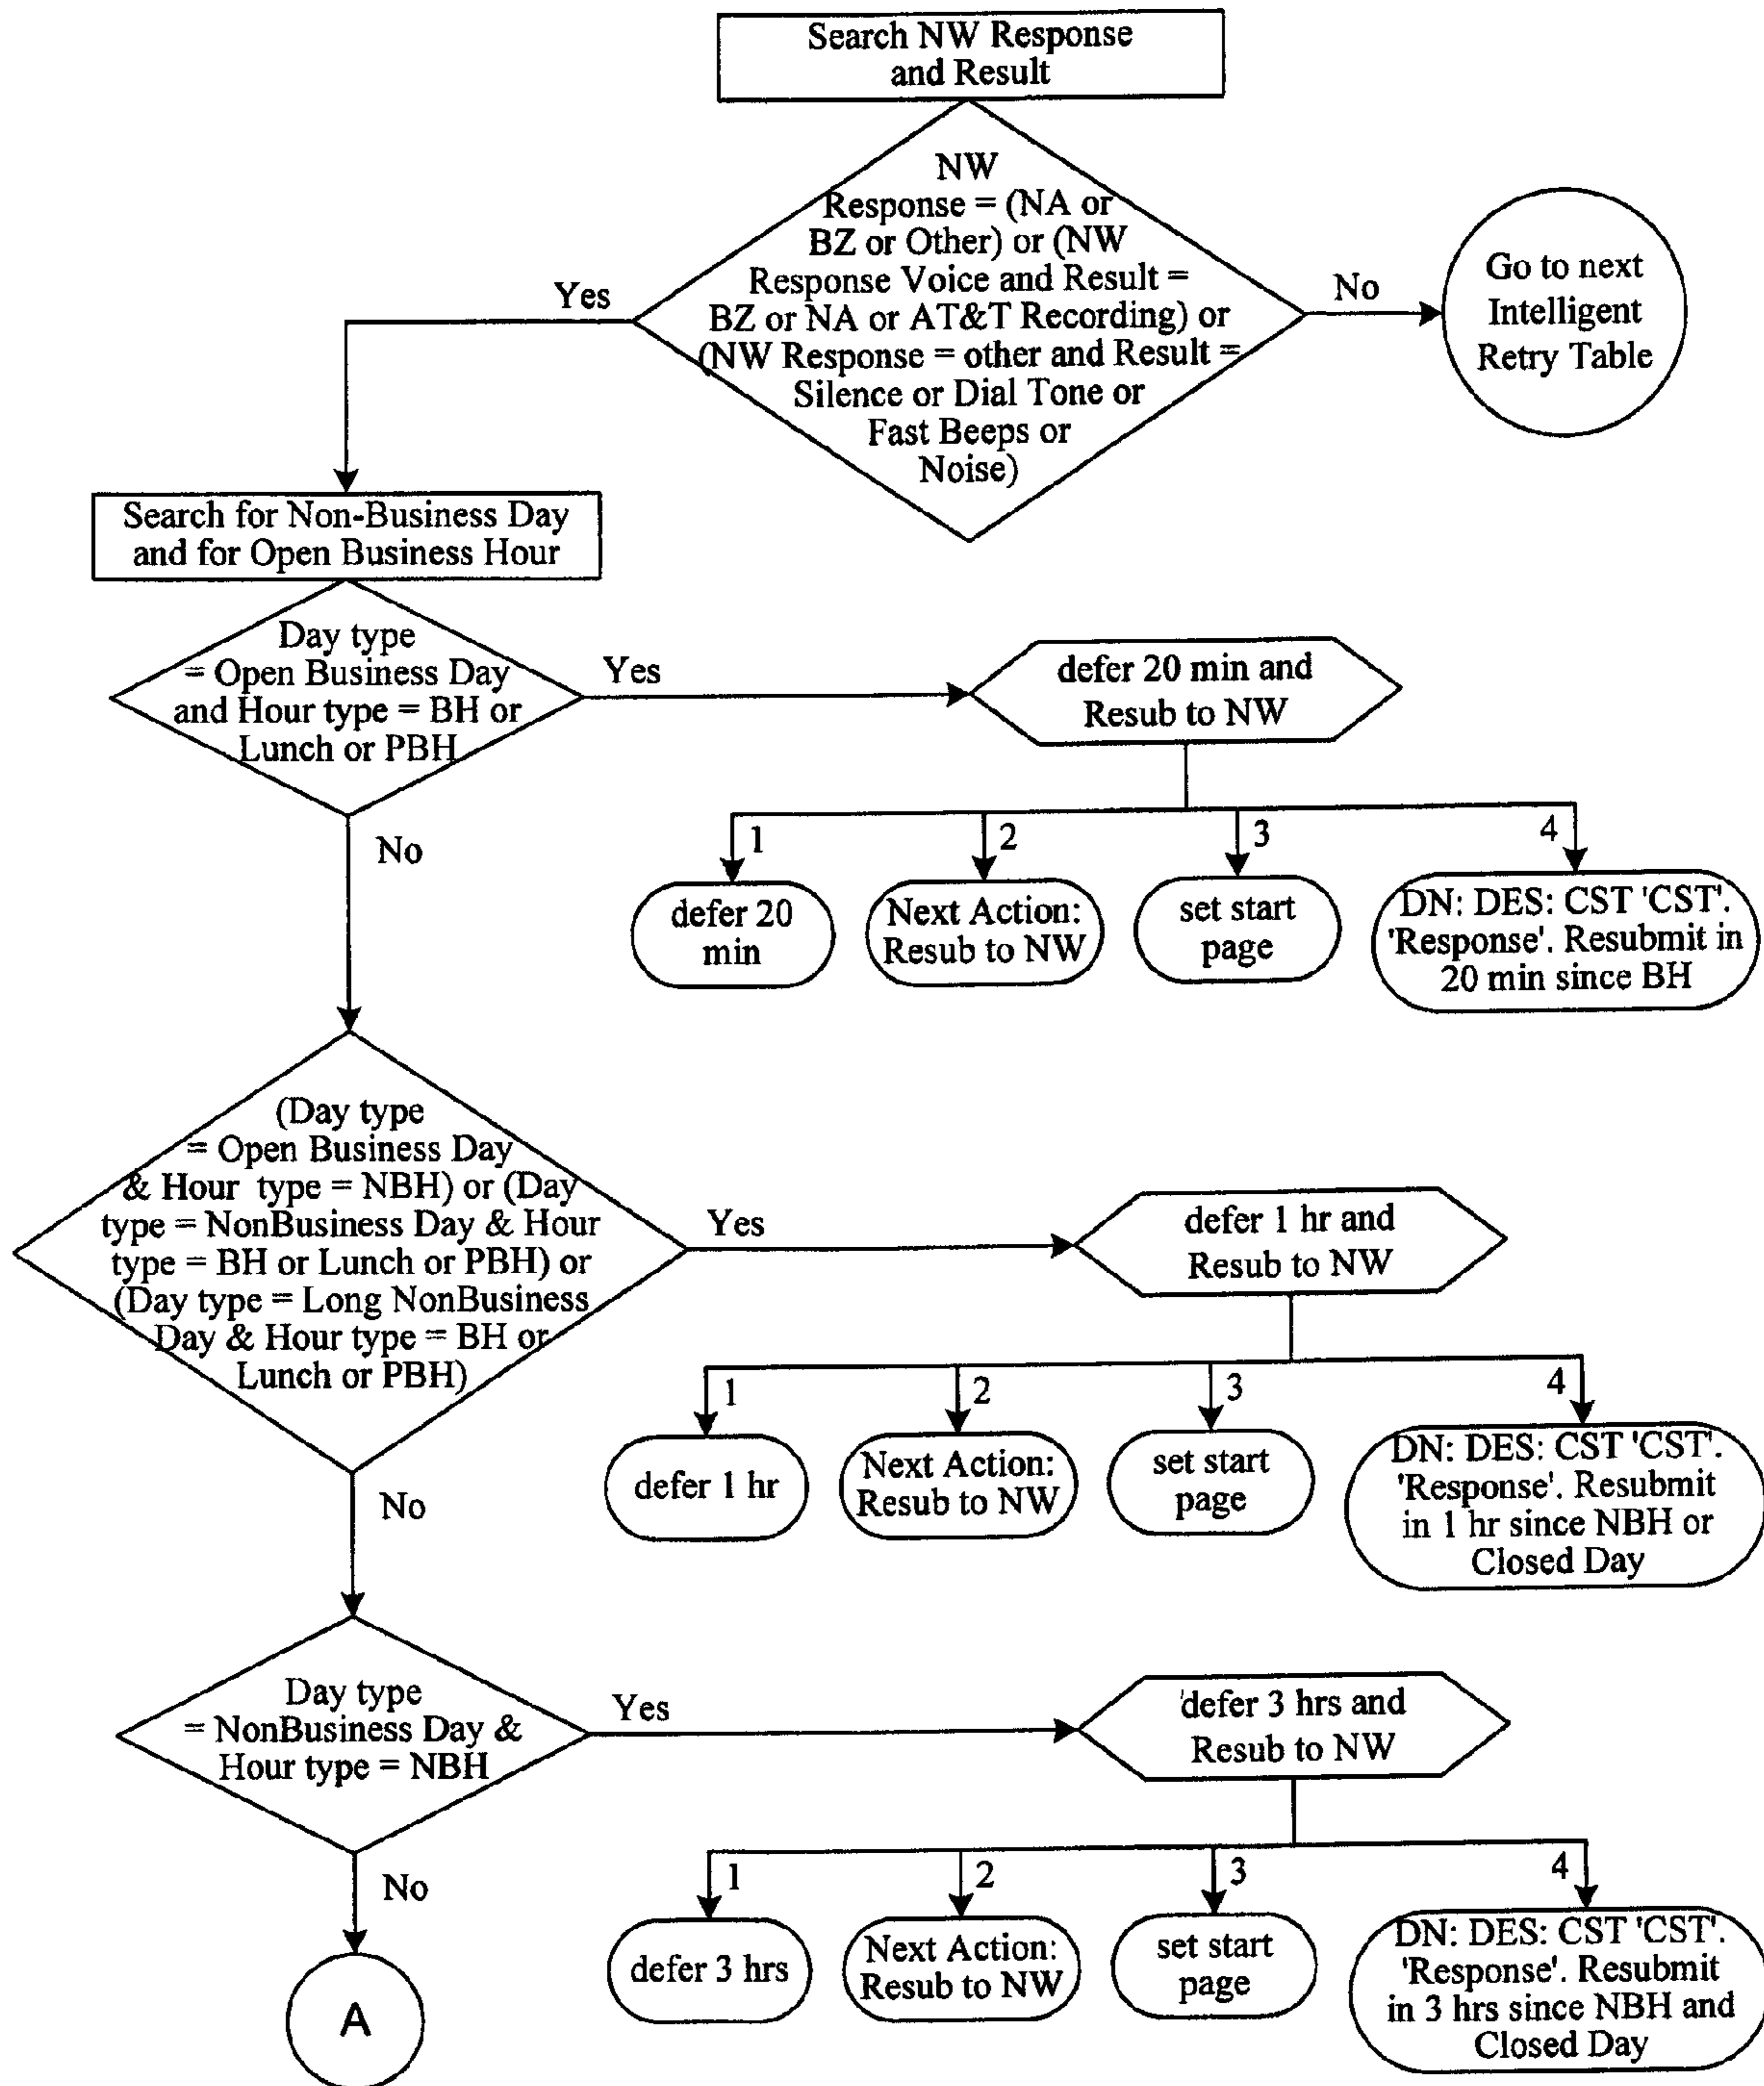 Search NW Response
and Result
NW
Response = (NA or
BZ or Other) or (NW
Response Voice and Result =
BZ or NA or AT&T Recording) or
(NW Response = other and Result =
Silence or Dial Tone or
Fast Beeps or
Noise)
Yes
No
Go to next
Intelligent
Retry Table
Search for Non-Business Day
and for Open Business Hour
Day type
= Open Business Day
and Hour type = BH or
Lunch or PBH
Yes
defer 20 min and
Resub to NW
1
2
3
4
No
defer 20
min
Next Action:
Resub to NW
set start
page
DN: DES: CST 'CST'.
'Response'. Resubmit in
20 min since BH
(Day type
= Open Business Day
& Hour type = NBH) or (Day
type = NonBusiness Day & Hour
type = BH or Lunch or PBH) or
(Day type = Long NonBusiness
Day & Hour type = BH or
Lunch or PBH)
Yes
defer 1 hr and
Resub to NW
1
2
3
4
No
defer 1 hr
Next Action:
Resub to NW
set start
page
DN: DES: CST 'CST'.
'Response'. Resubmit
in 1 hr since NBH or
Closed Day
Day type
= NonBusiness Day &
Hour type = NBH
Yes
defer 3 hrs and
Resub to NW
1
2
3
4
No
defer 3 hrs
Next Action:
Resub to NW
set start
page
DN: DES: CST 'CST'.
'Response'. Resubmit
in 3 hrs since NBH and
Closed Day
A